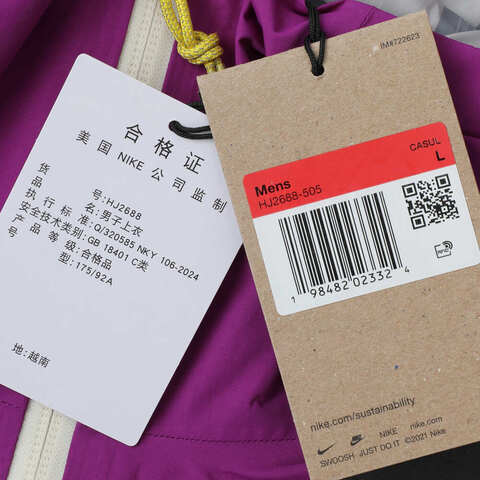 合格证
美国 NIKE 公司监制
货 号: HJ2688
品 名: 男子上衣
执行标准: Q/320585 NKY 106-2024
安全技术类别: GB 18401 C类
产品等级: 合格品
号 型: 175/92A
地: 越南
IM#722623
CASUL
L
Mens
HJ2688-505
RFID
1 98482 02332 4
nike.com/sustainability
NIKE nike.com
SWOOSH JUST DO IT ©2021 Nike